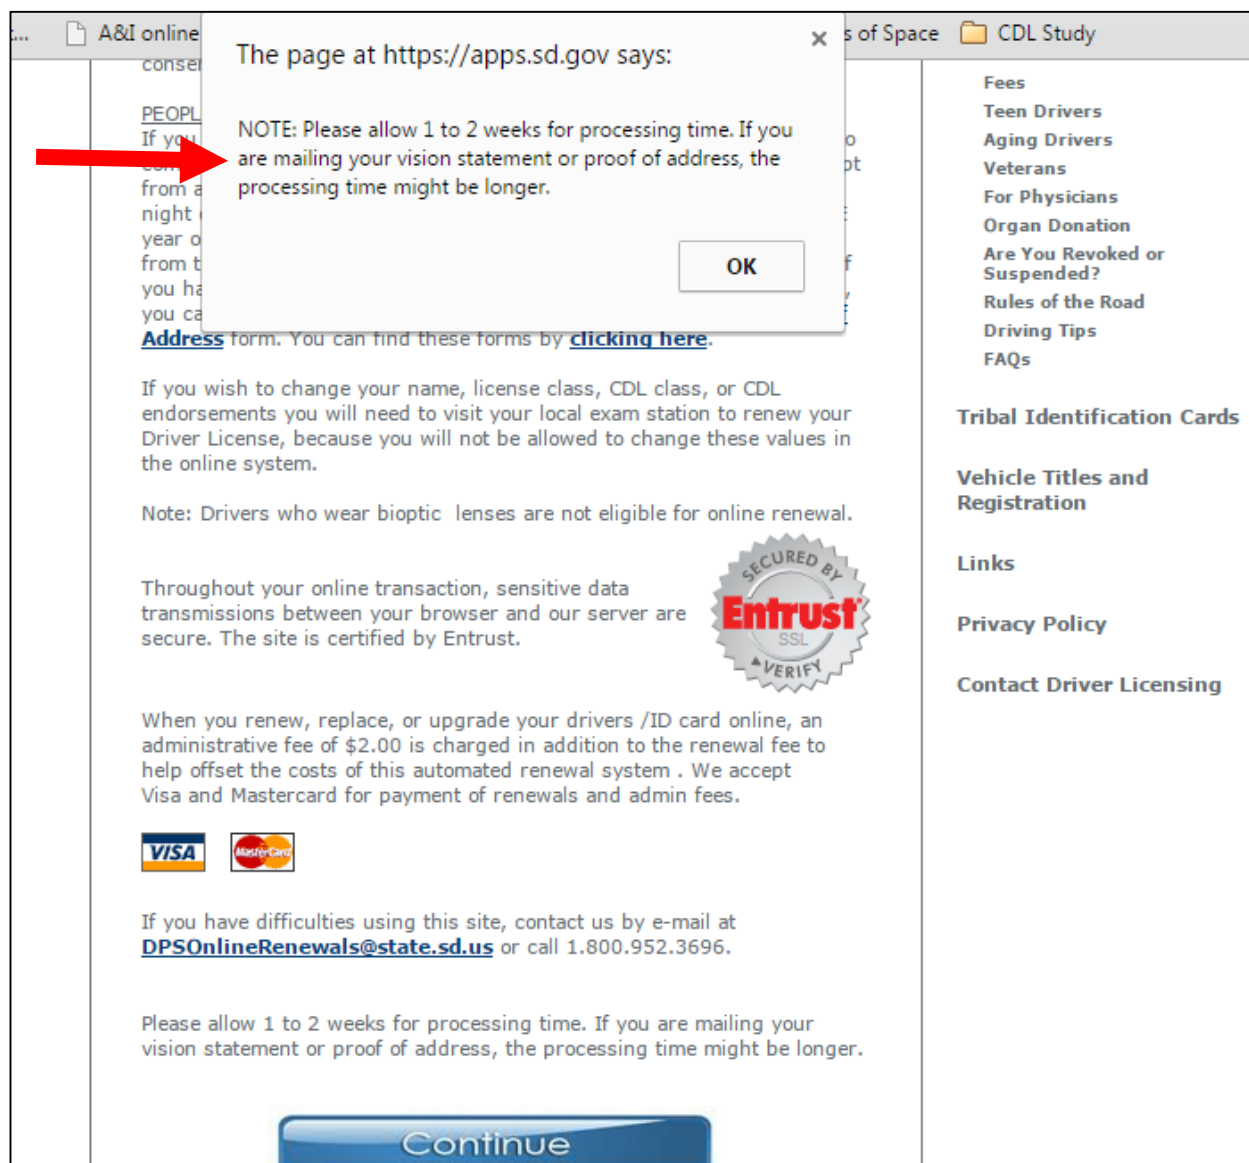 A&I online
s of Space
CDL Study
The page at https://apps.sd.gov says:
NOTE: Please allow 1 to 2 weeks for processing time. If you
are mailing your vision statement or proof of address, the
processing time might be longer.
OK
PEOPL
If you
from a
night
year o
from t
you ha
you ca
Address form. You can find these forms by clicking here.
If you wish to change your name, license class, CDL class, or CDL
endorsements you will need to visit your local exam station to renew your
Driver License, because you will not be allowed to change these values in
the online system.
Note: Drivers who wear bioptic lenses are not eligible for online renewal.
Throughout your online transaction, sensitive data
transmissions between your browser and our server are
secure. The site is certified by Entrust.
SECURED BY
Entrust
SSL
VERIFY
When you renew, replace, or upgrade your drivers /ID card online, an
administrative fee of $2.00 is charged in addition to the renewal fee to
help offset the costs of this automated renewal system . We accept
Visa and Mastercard for payment of renewals and admin fees.
VISA MasterCard
If you have difficulties using this site, contact us by e-mail at
DPSOnlineRenewals@state.sd.us or call 1.800.952.3696.
Please allow 1 to 2 weeks for processing time. If you are mailing your
vision statement or proof of address, the processing time might be longer.
Continue
Fees
Teen Drivers
Aging Drivers
Veterans
For Physicians
Organ Donation
Are You Revoked or
Suspended?
Rules of the Road
Driving Tips
FAQs
Tribal Identification Cards
Vehicle Titles and
Registration
Links
Privacy Policy
Contact Driver Licensing